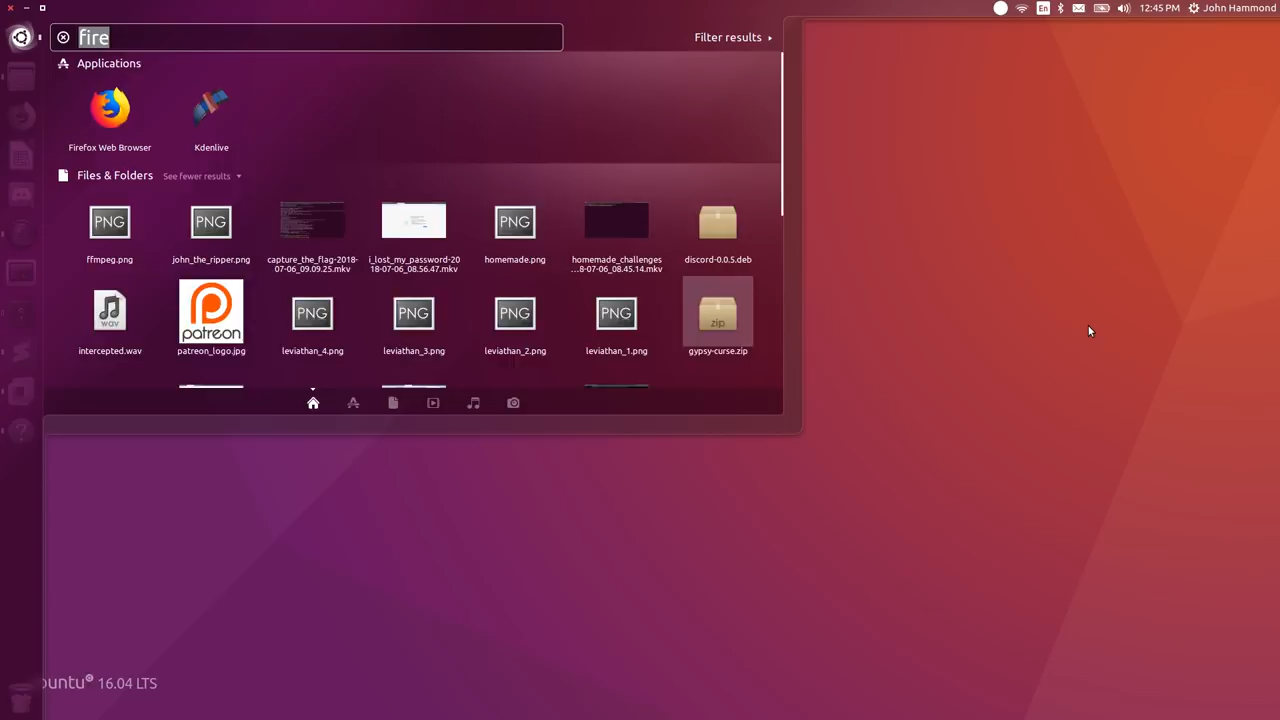 En 12:45 PM John Hammond
fire
Filter results
Applications
Firefox Web Browser Kdenlive
Files & Folders See fewer results
PNG PNG PNG
ffmpeg.png john_the_ripper.png capture_the_flag-2018-07-06_09.09.25.mkv i_lost_my_password-2018-07-06_08.56.47.mkv homemade.png homemade_challenges...8-07-06_08.45.14.mkv discord-0.0.5.deb
wav patreon PNG PNG PNG PNG zip
intercepted.wav patreon_logo.jpg leviathan_4.png leviathan_3.png leviathan_2.png leviathan_1.png gypsy-curse.zip
untu 16.04 LTS